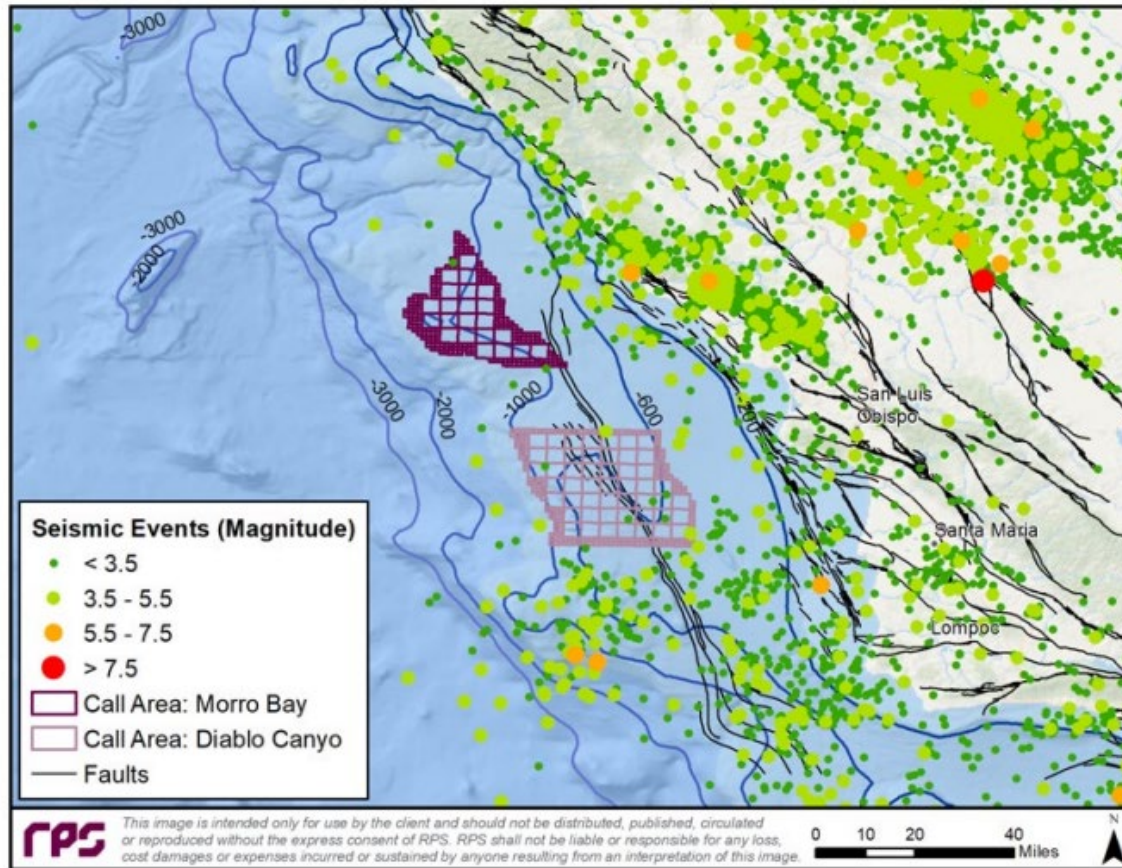 -3000
-3000
-2000
-3000
-2000
-1000
-600
-200
San Luis
Obispo
Santa Maria
Lompoc
Seismic Events (Magnitude)
< 3.5
3.5 - 5.5
5.5 - 7.5
> 7.5
Call Area: Morro Bay
Call Area: Diablo Canyo
Faults
rps
This image is intended only for use by the client and should not be distributed, published, circulated
or reproduced without the express consent of RPS. RPS shall not be liable or responsible for any loss,
cost damages or expenses incurred or sustained by anyone resulting from an interpretation of this image.
0 10 20 40
Miles
N